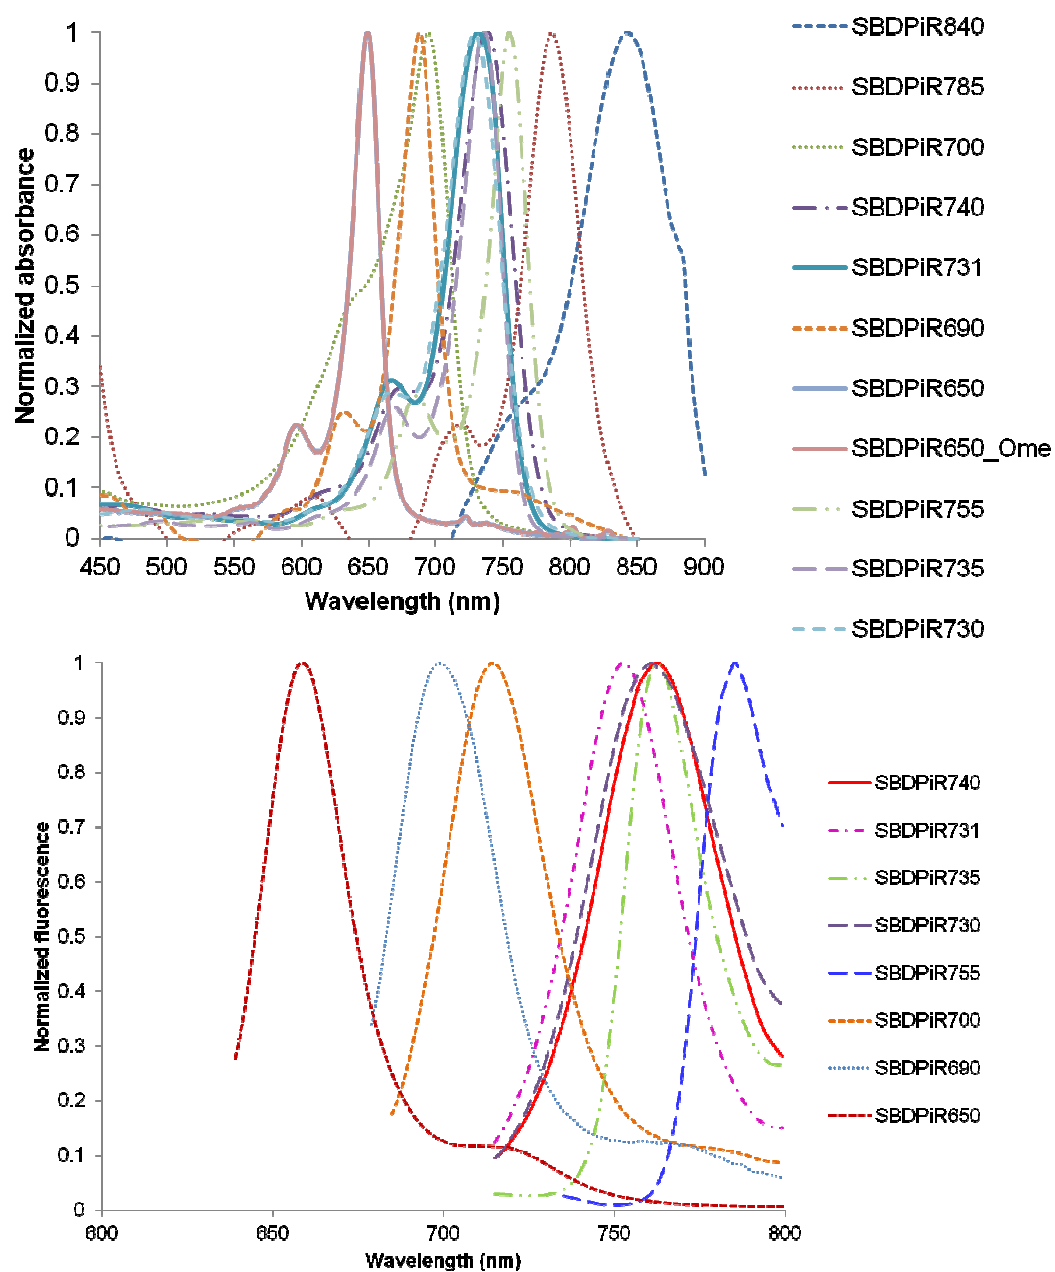 1
0.9
0.8
0.7
0.6
0.5
0.4
0.3
0.2
0.1
0
Normalized absorbance
450 500 550 600 650 700 750 800 850 900
Wavelength (nm)
SBDPiR840
SBDPiR785
SBDPiR700
SBDPiR740
SBDPiR731
SBDPiR690
SBDPiR650
SBDPiR650_Ome
SBDPiR755
SBDPiR735
SBDPiR730
1
0.9
0.8
0.7
0.6
0.5
0.4
0.3
0.2
0.1
0
Normalized fluorescence
600 650 700 750 800
Wavelength (nm)
SBDPiR740
SBDPiR731
SBDPiR735
SBDPiR730
SBDPiR755
SBDPiR700
SBDPiR690
SBDPiR650